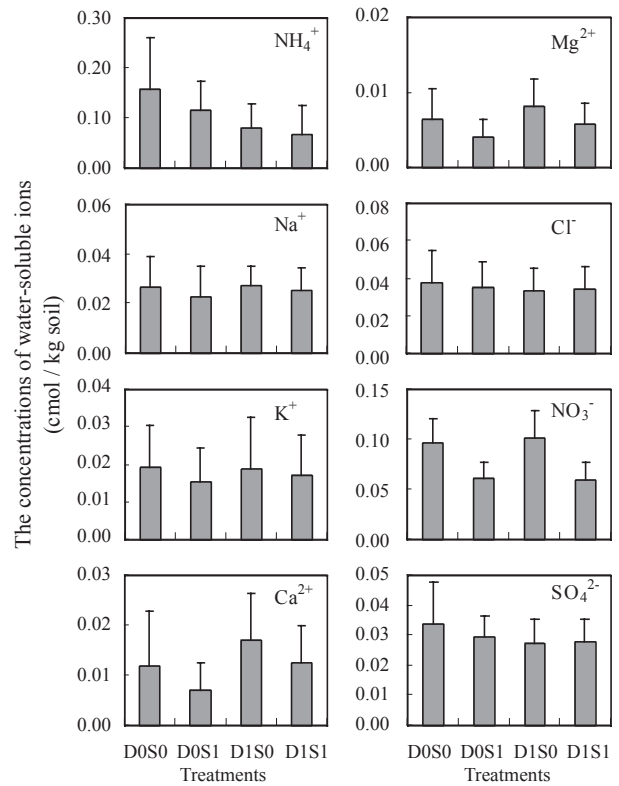 The concentrations of water-soluble ions
(cmol / kg soil)
NH₄⁺
0.30
0.20
0.10
0.00
Mg²⁺
0.02
0.01
0.00
Na⁺
0.06
0.04
0.02
0.00
Cl⁻
0.08
0.06
0.04
0.02
0.00
K⁺
0.04
0.03
0.02
0.01
0.00
NO₃⁻
0.15
0.10
0.05
0.00
Ca²⁺
0.03
0.02
0.01
0.00
SO₄²⁻
0.05
0.04
0.03
0.02
0.01
0.00
D0S0 D0S1 D1S0 D1S1
Treatments
D0S0 D0S1 D1S0 D1S1
Treatments